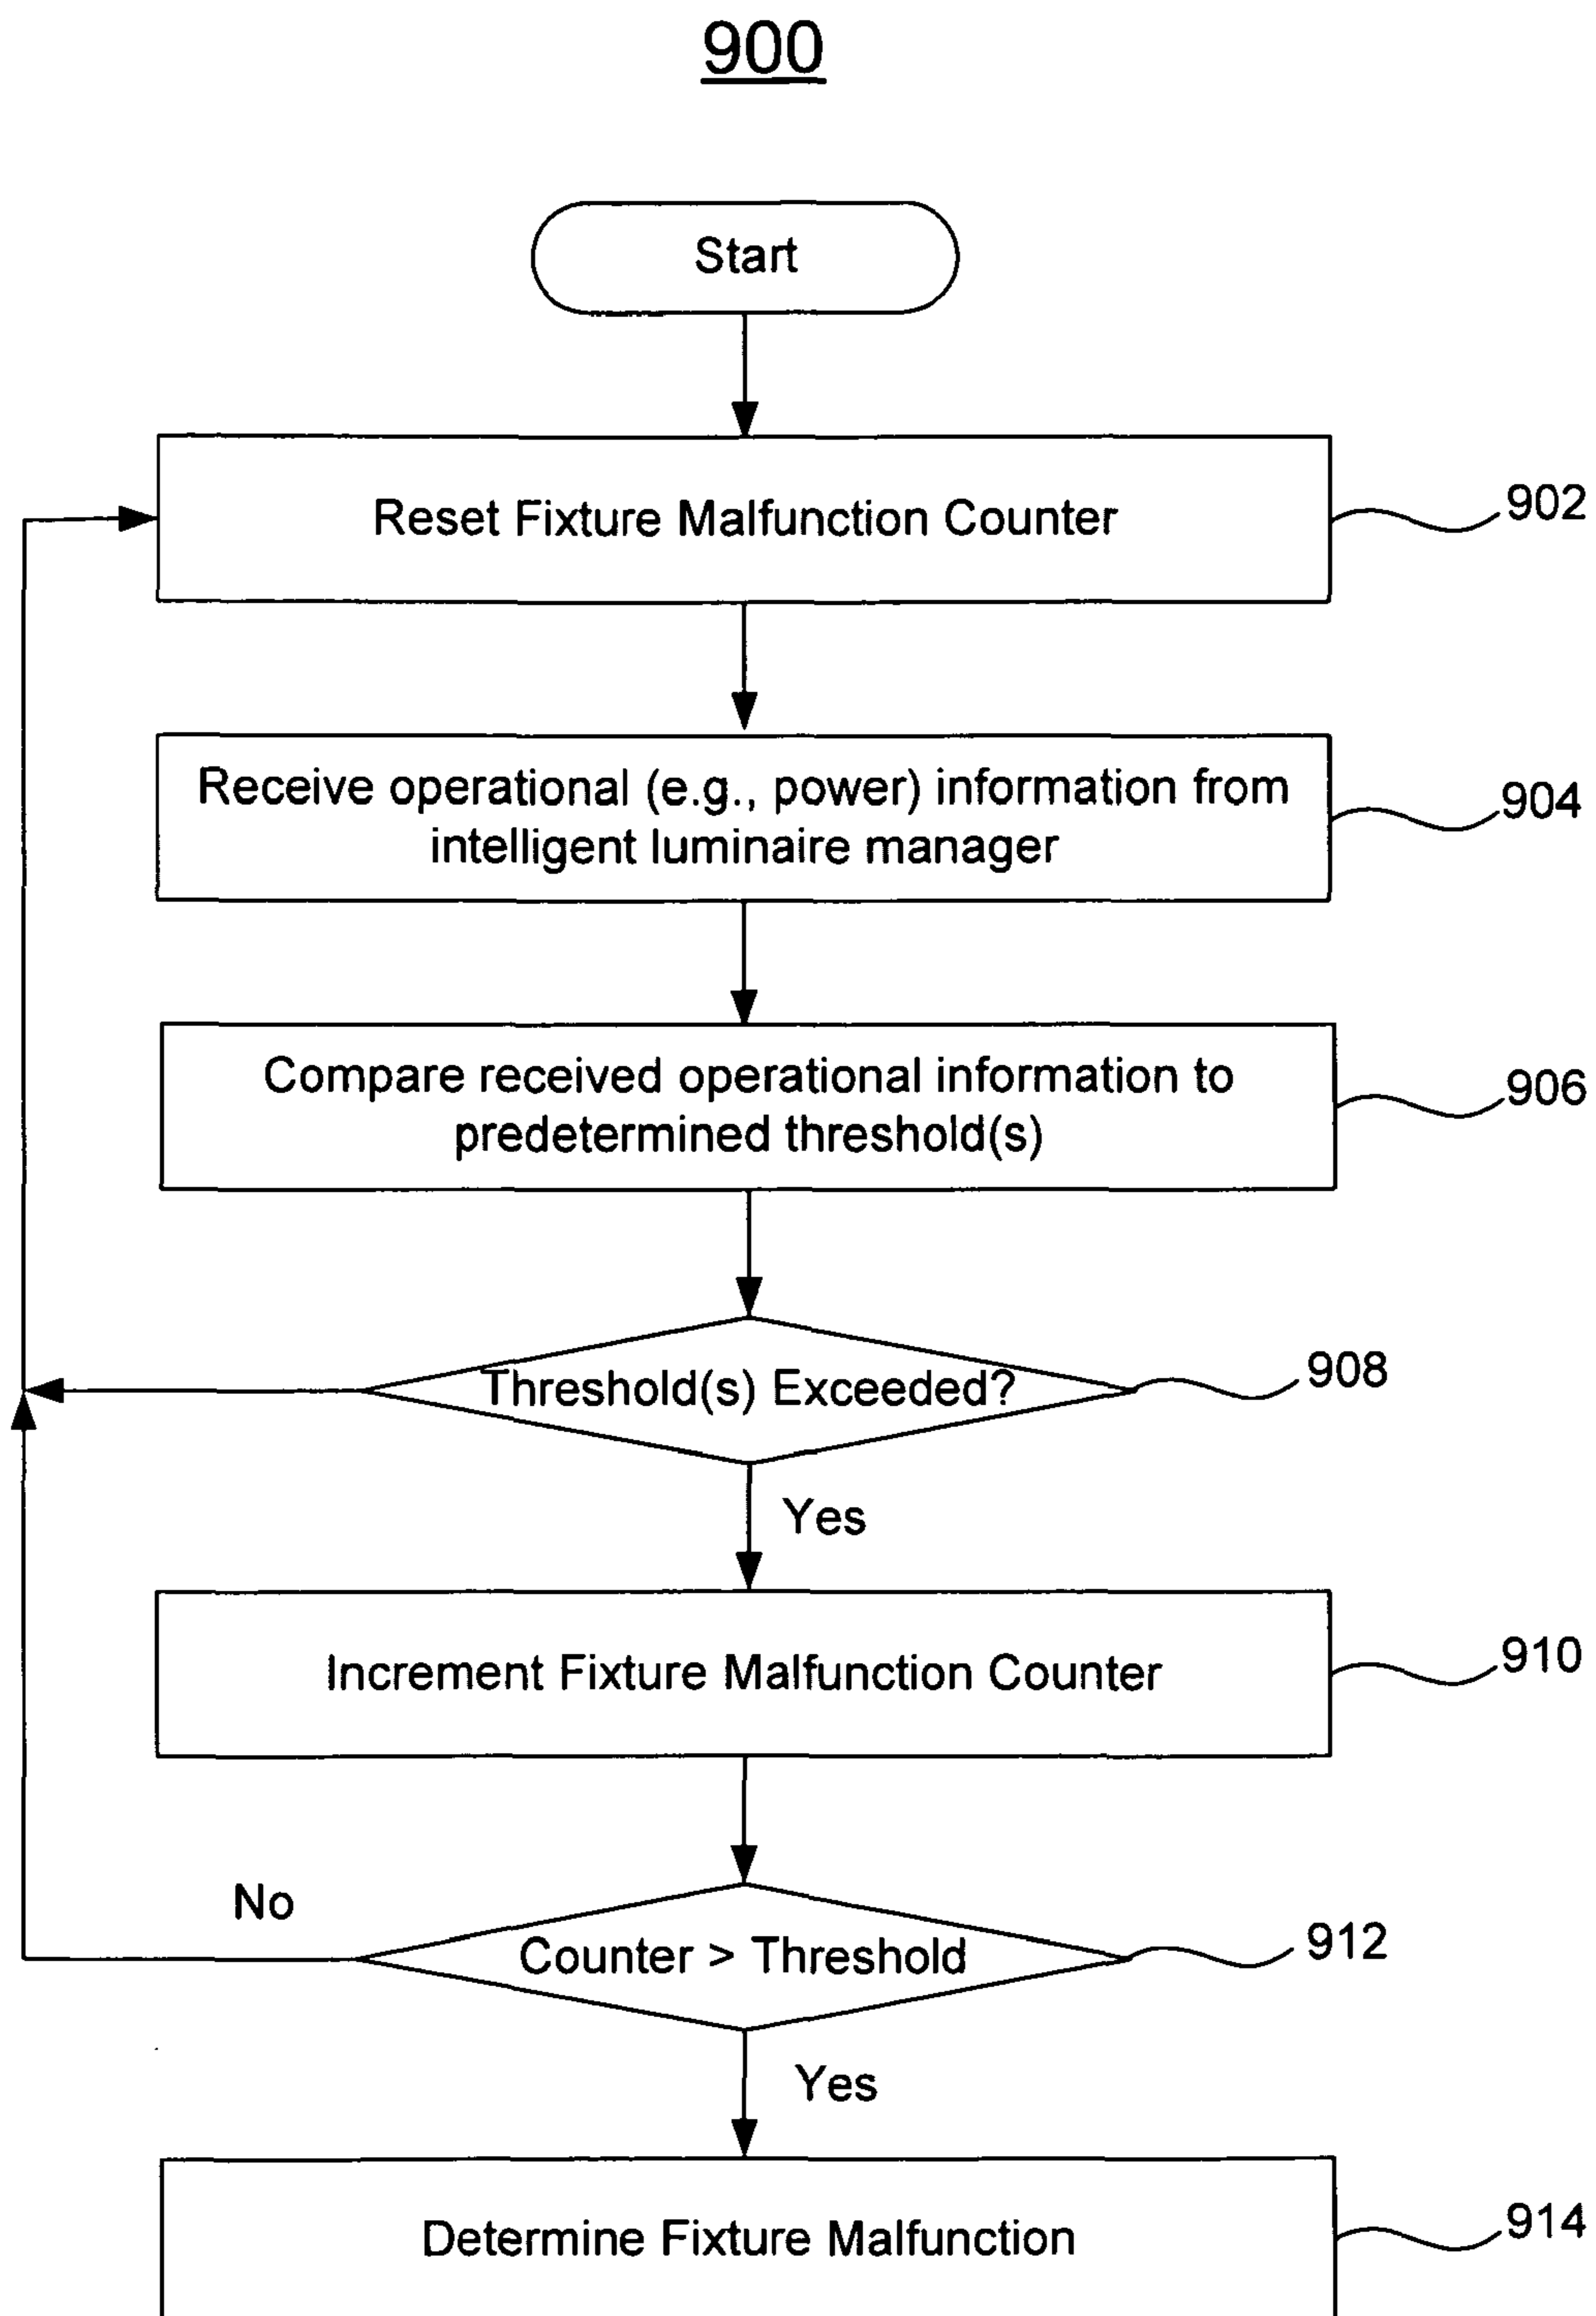 900
Start
Reset Fixture Malfunction Counter
902
Receive operational (e.g., power) information from
intelligent luminaire manager
904
Compare received operational information to
predetermined threshold(s)
906
Threshold(s) Exceeded?
908
Yes
Increment Fixture Malfunction Counter
910
No
Counter > Threshold
912
Yes
Determine Fixture Malfunction
914